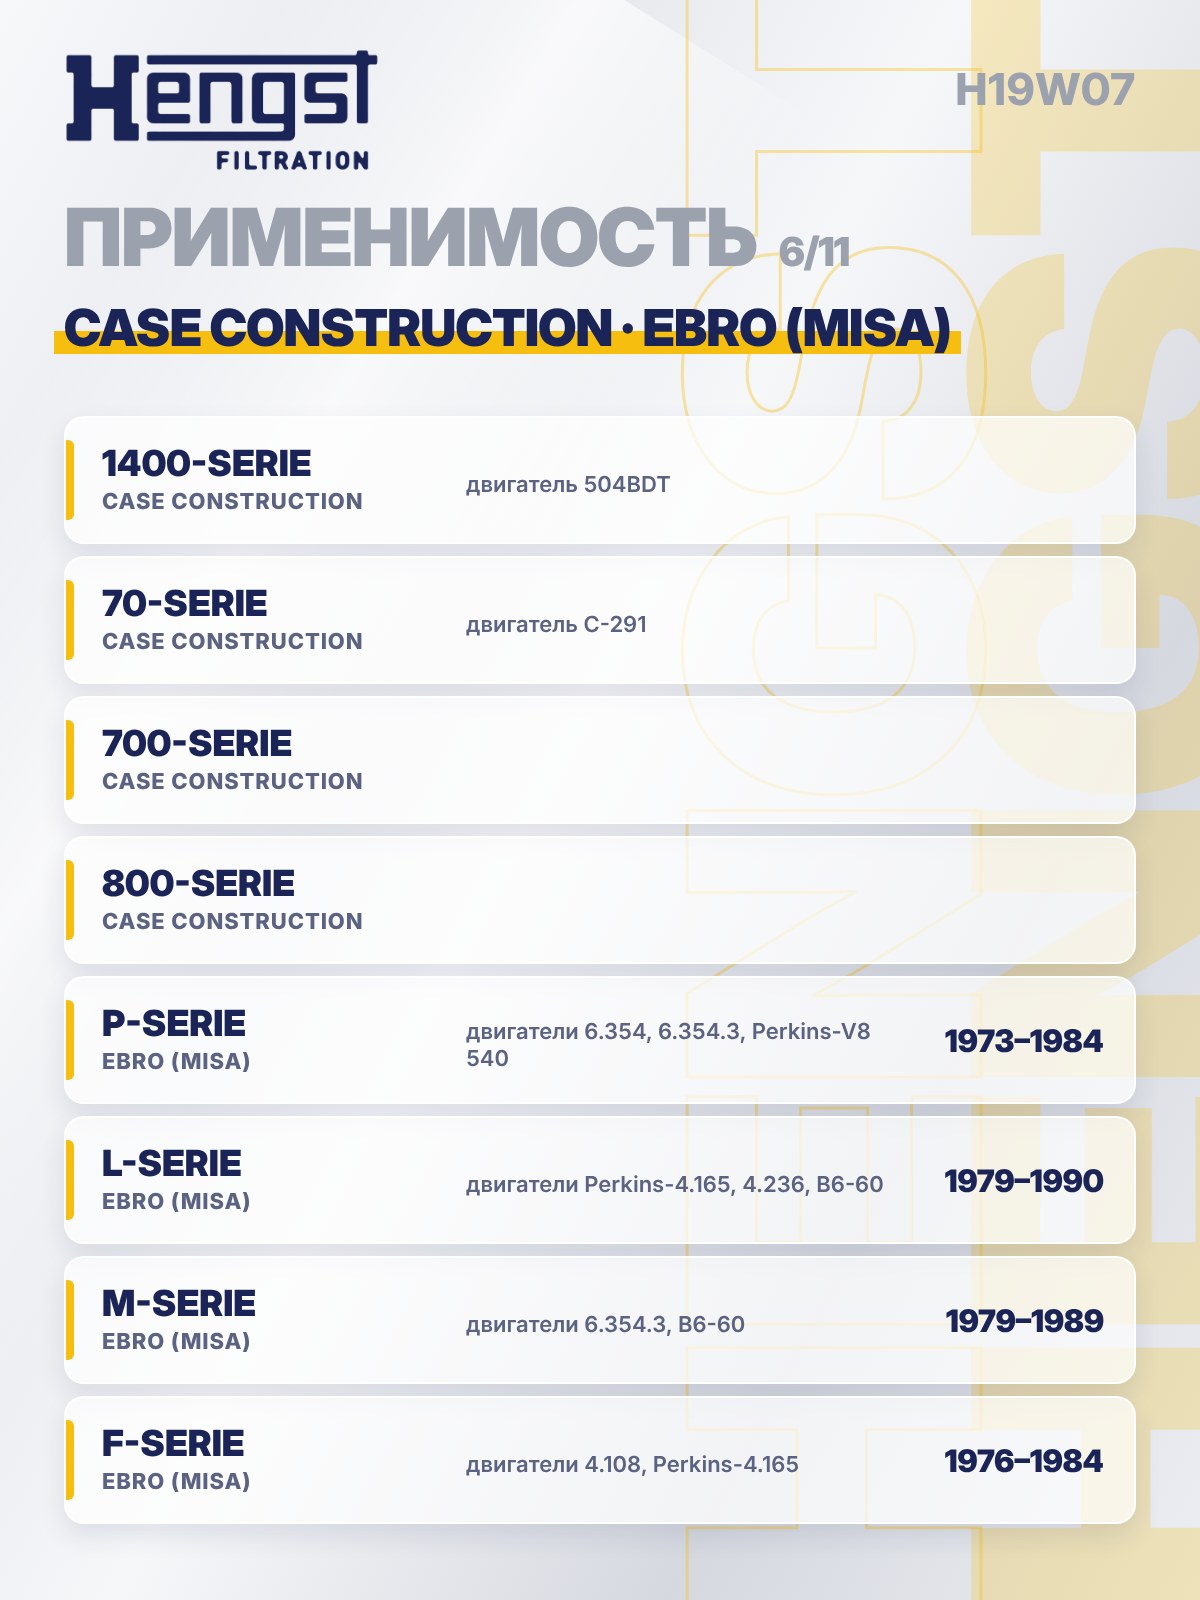 Hengst
FILTRATION
H19W07
ПРИМЕНИМОСТЬ 6/11
CASE CONSTRUCTION · EBRO (MISA)
1400-SERIE
CASE CONSTRUCTION
двигатель 504BDT
70-SERIE
CASE CONSTRUCTION
двигатель C-291
700-SERIE
CASE CONSTRUCTION
800-SERIE
CASE CONSTRUCTION
P-SERIE
EBRO (MISA)
двигатели 6.354, 6.354.3, Perkins-V8
540
1973–1984
L-SERIE
EBRO (MISA)
двигатели Perkins-4.165, 4.236, B6-60
1979–1990
M-SERIE
EBRO (MISA)
двигатели 6.354.3, B6-60
1979–1989
F-SERIE
EBRO (MISA)
двигатели 4.108, Perkins-4.165
1976–1984
HENGST
HENGST